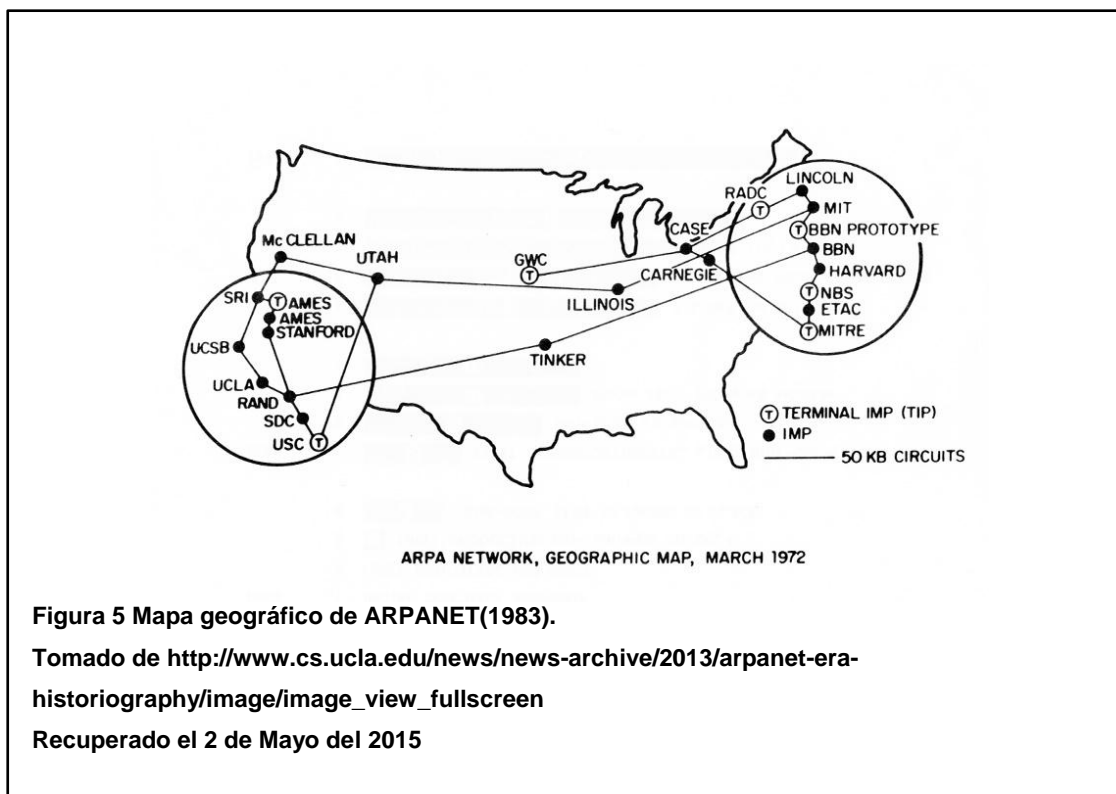 LINCOLN
RADC
T
MIT
CASE
T BBN PROTOTYPE
Mc CLELLAN
BBN
UTAH
GWC
T
CARNEGIE
HARVARD
SRI
T AMES
ILLINOIS
T NBS
AMES
ETAC
STANFORD
T MITRE
UCSB
TINKER
UCLA
RAND
SDC
T TERMINAL IMP (TIP)
USC T
IMP
50 KB CIRCUITS
ARPA NETWORK, GEOGRAPHIC MAP, MARCH 1972
Figura 5 Mapa geográfico de ARPANET(1983).
Tomado de http://www.cs.ucla.edu/news/news-archive/2013/arpanet-era-
historiography/image/image_view_fullscreen
Recuperado el 2 de Mayo del 2015